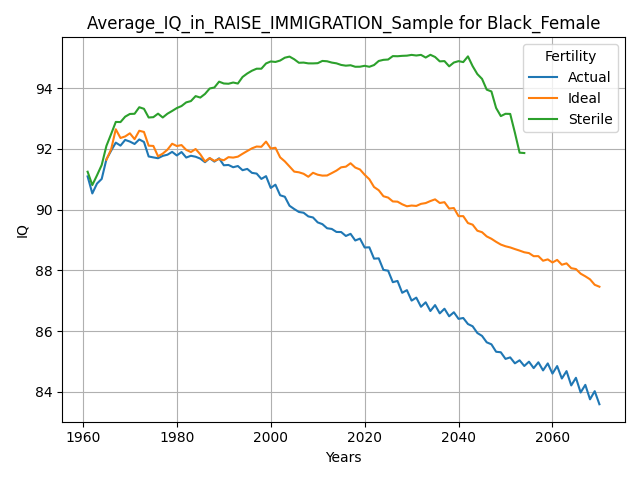 Average_IQ_in_RAISE_IMMIGRATION_Sample for Black_Female
Fertility
Actual
Ideal
Sterile
94
92
90
88
86
84
IQ
1960
1980
2000
2020
2040
2060
Years